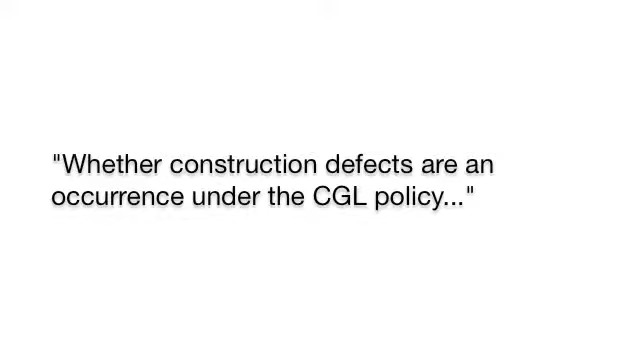 "Whether construction defects are an
occurrence under the CGL policy..."